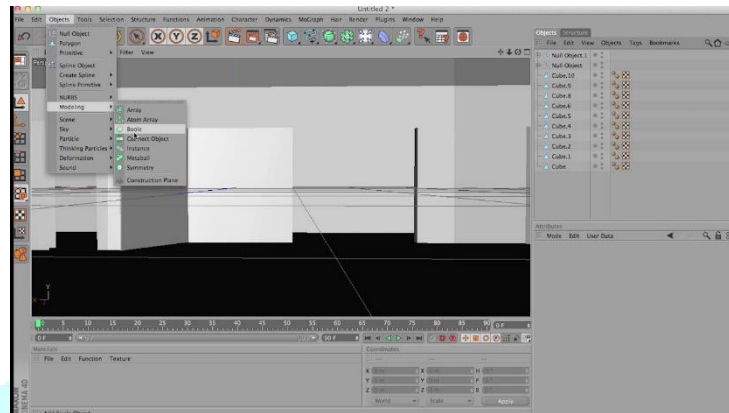 Untitled 2 *
File Edit Objects Tools Selection Structure Functions Animation Character Dynamics MoGraph Hair Render Plugins Window Help
Null Object
Polygon
Primitive
Spline Object
Create Spline
Spline Primitive
NURBS
Modeling
Scene
Sky
Particle
Thinking Particles
Deformation
Sound
Filter View
Array
Atom Array
Boole
Connect Object
Instance
Metaball
Symmetry
Construction Plane
Objects Structure
File Edit View Objects Tags Bookmarks
Null Object.1
Null Object
Cube.10
Cube.9
Cube.8
Cube.6
Cube.5
Cube.4
Cube.3
Cube.2
Cube.1
Cube
Attributes
Mode Edit User Data
Y
X
0 5 10 15 20 25 30 35 40 45 50 55 60 65 70 75 80 85 90 0 F
0 F 90 F
Materials
File Edit Function Texture
Coordinates
X X H
Y Y P
Z Z B
World Scale Apply
MAXON
CINEMA 4D